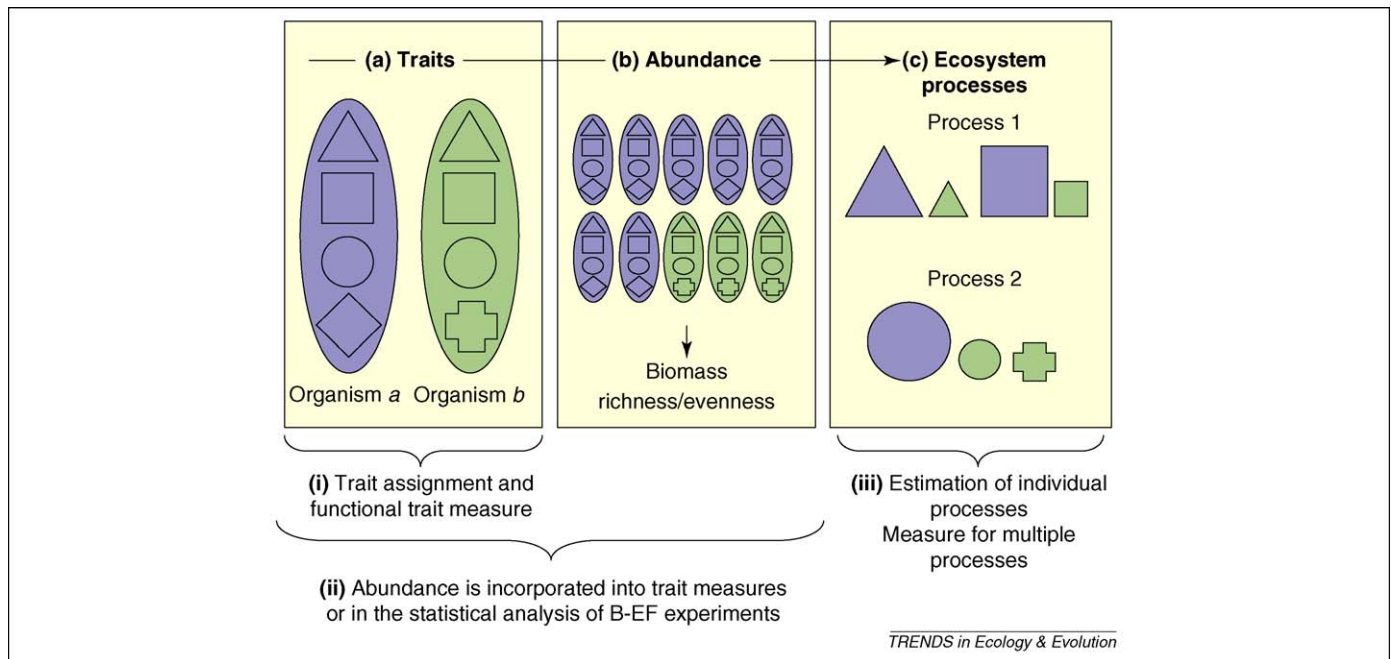 (a) Traits
(b) Abundance
(c) Ecosystem
processes
Process 1
Process 2
Organism a
Organism b
Biomass
richness/evenness
(i) Trait assignment and
functional trait measure
(iii) Estimation of individual
processes
Measure for multiple
processes
(ii) Abundance is incorporated into trait measures
or in the statistical analysis of B-EF experiments
TRENDS in Ecology & Evolution